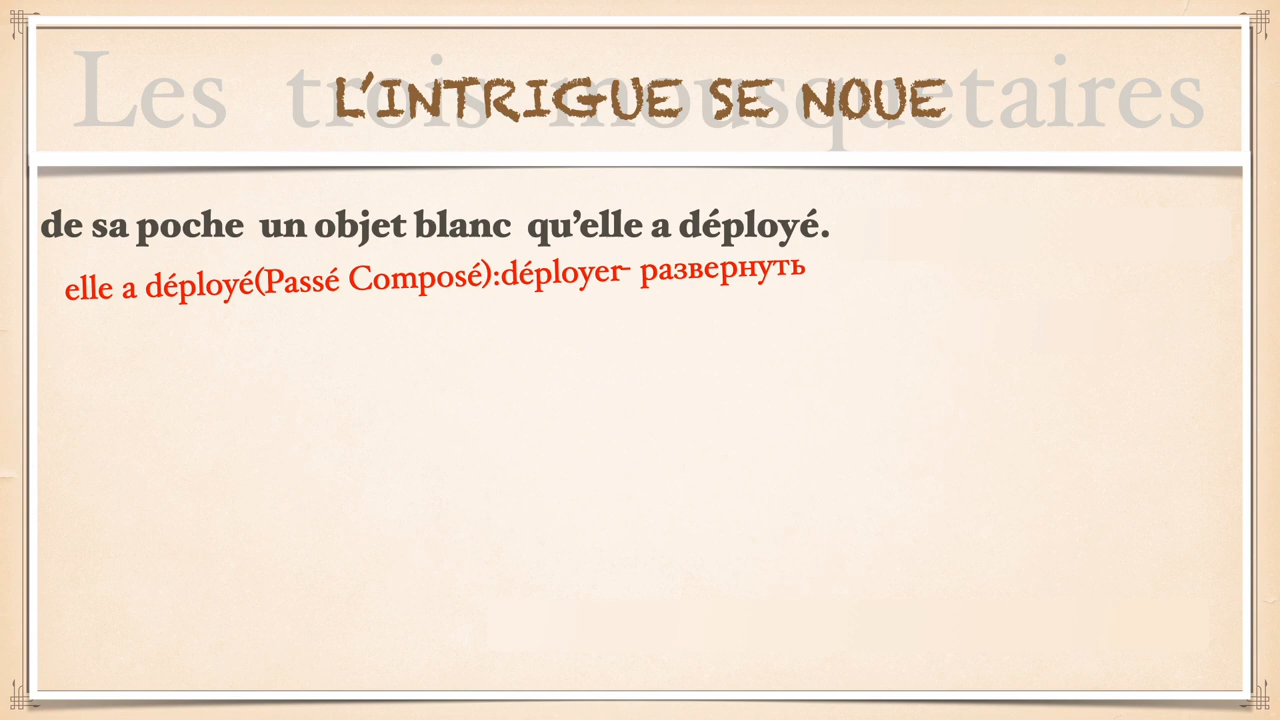 Les trois mousquetaires
L'INTRIGUE SE NOUE
de sa poche un objet blanc qu'elle a déployé.
elle a déployé(Passé Composé):déployer- развернуть